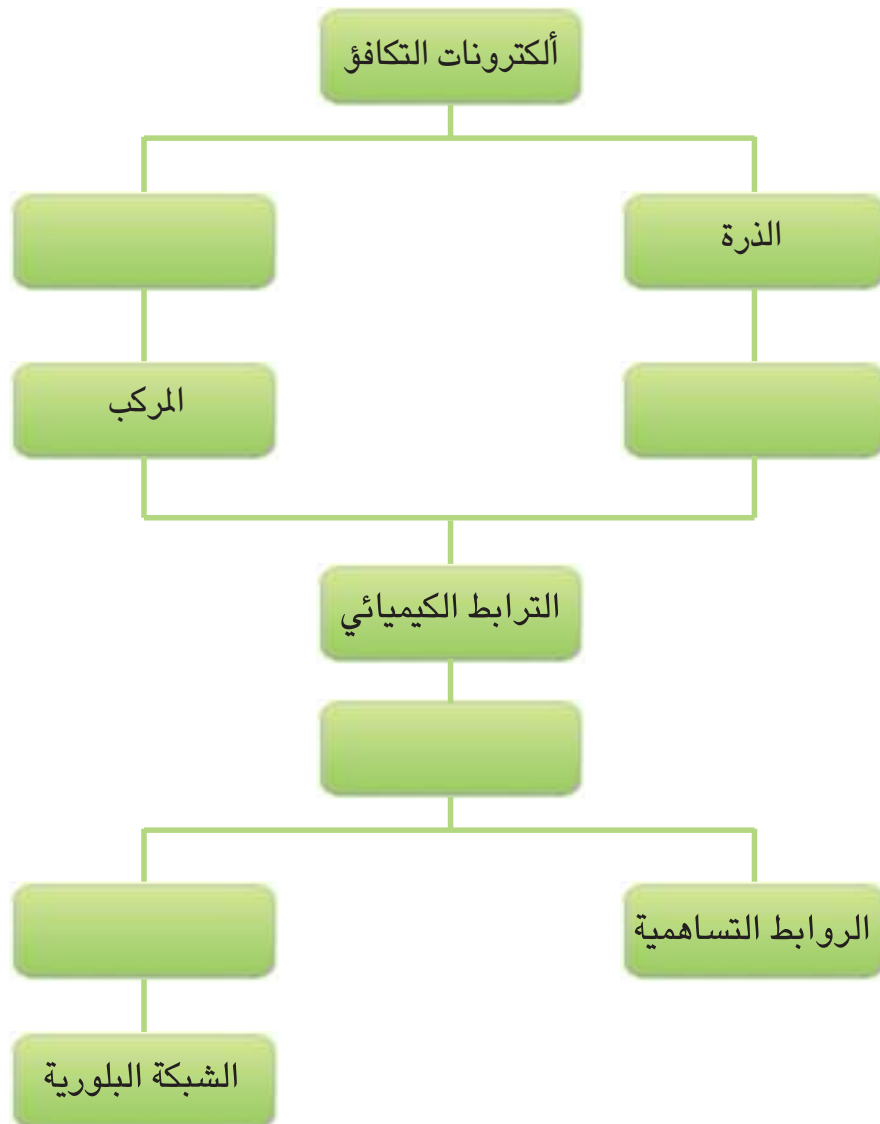 ألكترونات التكافؤ
الذرة
المركب
الترابط الكيميائي
الروابط التساهمية
الشبكة البلورية